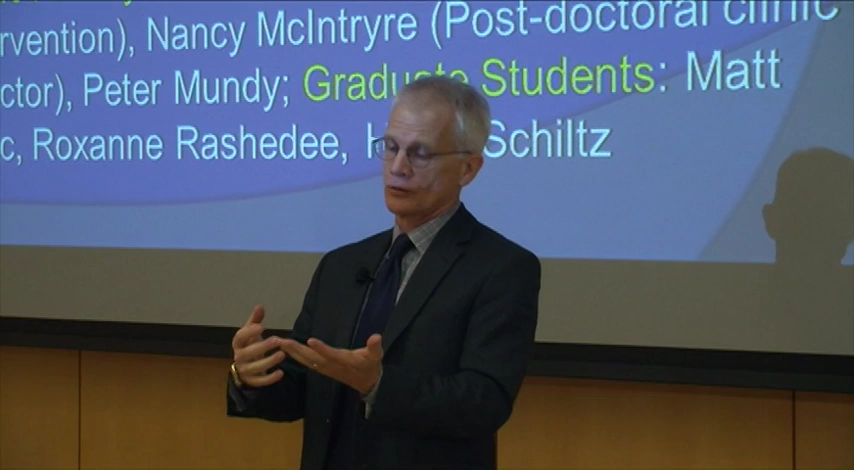 rvention), Nancy McIntryre (Post-doctoral clinic
ctor), Peter Mundy; Graduate Students: Matt
c, Roxanne Rashedee, Schiltz